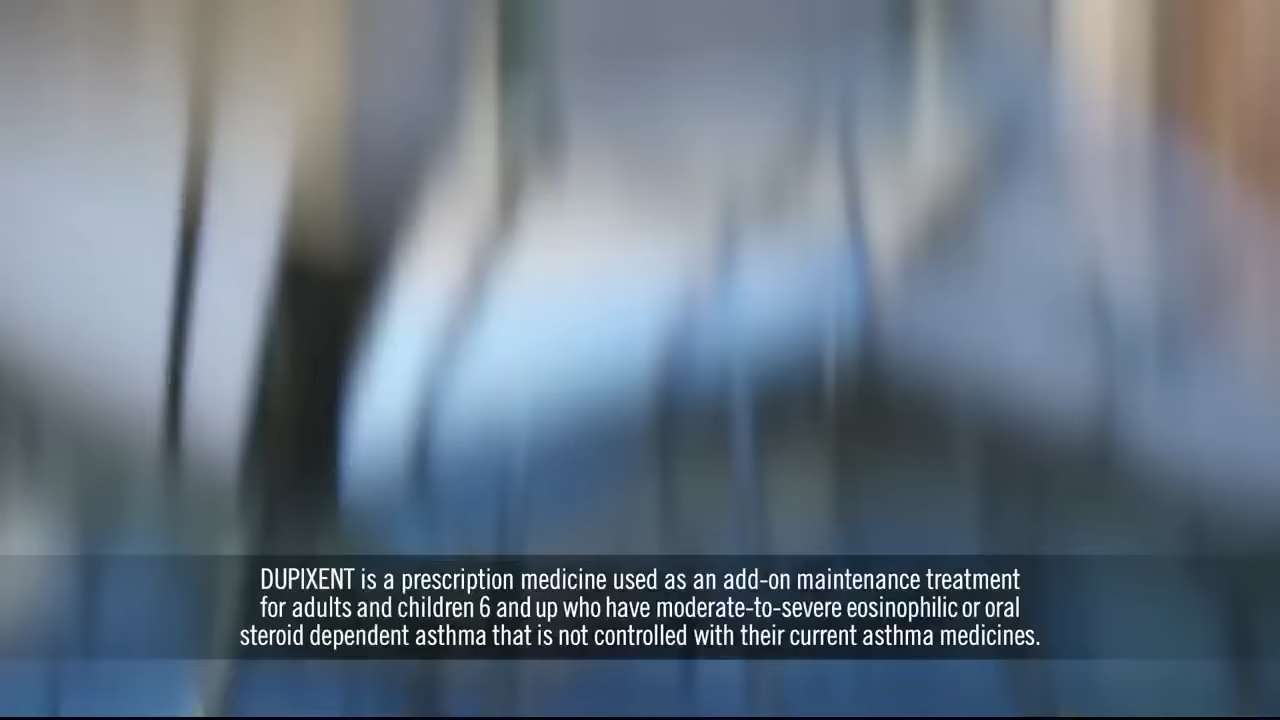 DUPIXENT is a prescription medicine used as an add-on maintenance treatment
for adults and children 6 and up who have moderate-to-severe eosinophilic or oral
steroid dependent asthma that is not controlled with their current asthma medicines.